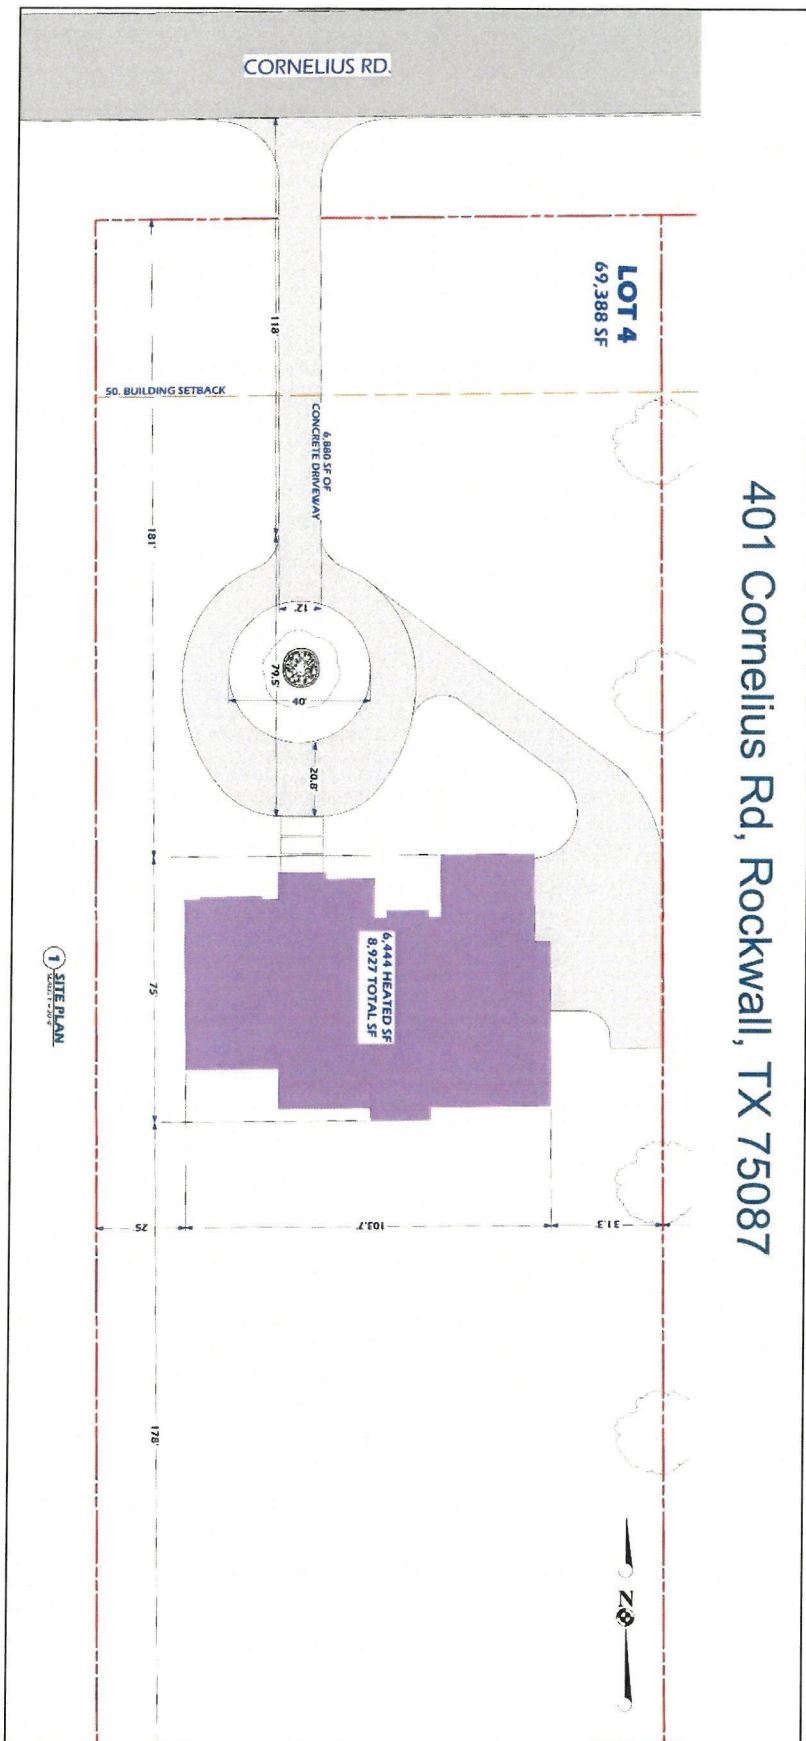 CORNELIUS RD.
LOT 4
69,388 SF
401 Cornelius Rd, Rockwall, TX 75087
118'
50. BUILDING SETBACK
6,880 SF OF
CONCRETE DRIVEWAY
181'
12'
79.5'
40'
20.8'
6,444 HEATED SF
8,927 TOTAL SF
75'
1 SITE PLAN
25'
103.7'
31.3'
178'
N